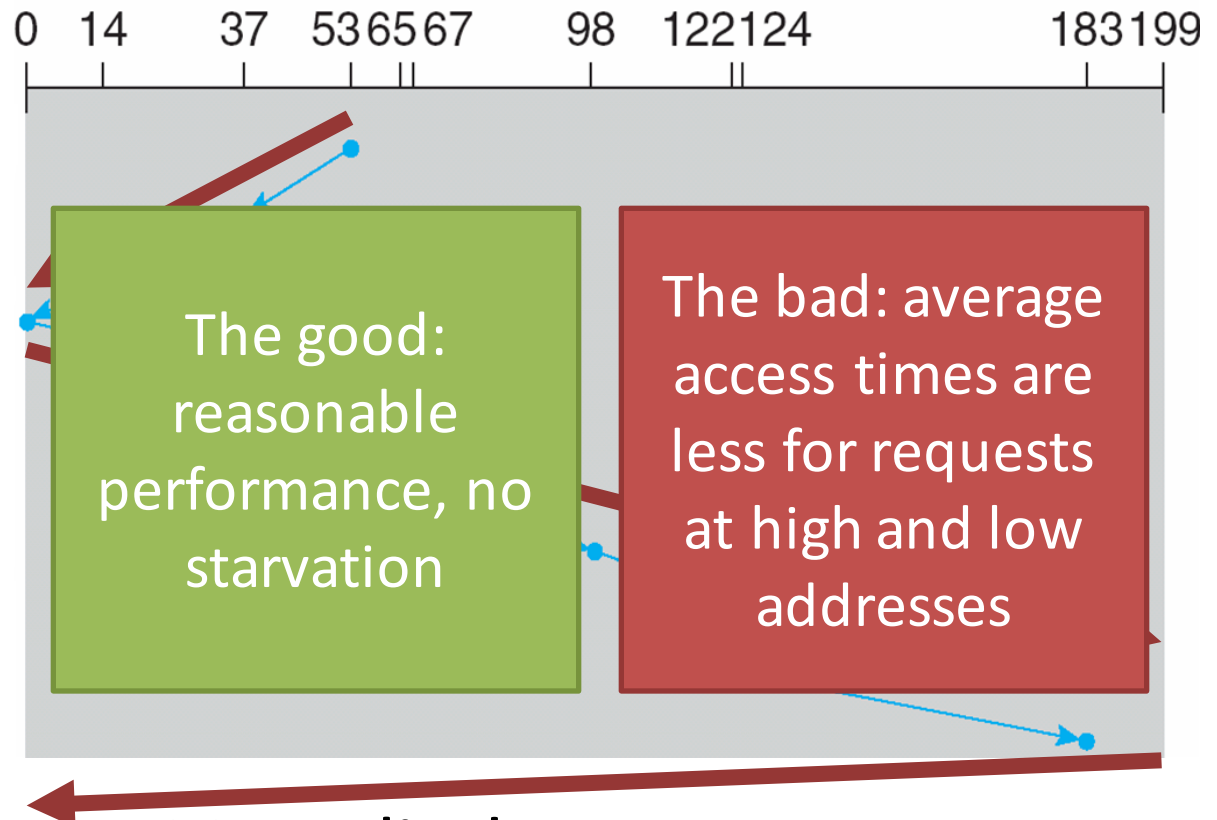 0 14 37 53 65 67 98 122 124 183 199
The good:
reasonable
performance, no
starvation
The bad: average
access times are
less for requests
at high and low
addresses